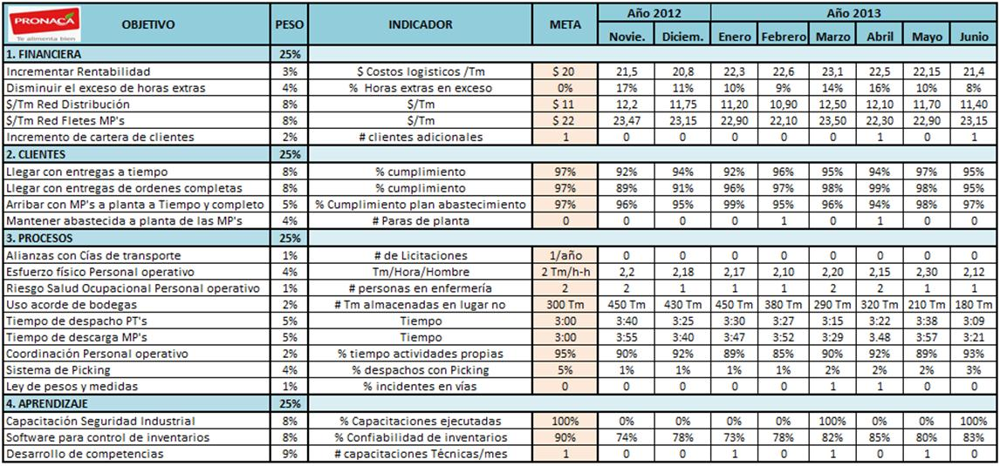 PRONACA
Te alimenta bien
OBJETIVO PESO INDICADOR META Año 2012 Año 2013
Novie. Diciem. Enero Febrero Marzo Abril Mayo Junio
1. FINANCIERA 25%
Incrementar Rentabilidad 3% $ Costos logisticos /Tm $ 20 21,5 20,8 22,3 22,6 23,1 22,5 22,15 21,4
Disminuir el exceso de horas extras 4% % Horas extras en exceso 0% 17% 11% 10% 9% 14% 16% 10% 8%
$/Tm Red Distribución 8% $/Tm $ 11 12,2 11,75 11,20 10,90 12,50 12,10 11,70 11,40
$/Tm Red Fletes MP's 8% $/Tm $ 22 23,47 23,15 22,90 22,10 23,50 22,30 22,90 23,15
Incremento de cartera de clientes 2% # clientes adicionales 1 0 0 0 0 0 1 0 1
2. CLIENTES 25%
Llegar con entregas a tiempo 8% % cumplimiento 97% 92% 94% 92% 96% 95% 94% 97% 95%
Llegar con entregas de ordenes completas 8% % cumplimiento 97% 89% 91% 96% 97% 98% 99% 98% 95%
Arribar con MP's a planta a Tiempo y completo 5% % Cumplimiento plan abastecimiento 97% 96% 95% 99% 95% 96% 94% 98% 97%
Mantener abastecida a planta de las MP's 4% # Paras de planta 0 0 0 0 1 0 1 0 0
3. PROCESOS 25%
Alianzas con Cías de transporte 1% # de Licitaciones 1/año 0 0 0 0 0 0 0 0
Esfuerzo físico Personal operativo 4% Tm/Hora/Hombre 2 Tm/h-h 2,2 2,18 2,17 2,10 2,20 2,15 2,30 2,12
Riesgo Salud Ocupacional Personal operativo 1% # personas en enfermería 2 2 1 1 2 2 1 1 1
Uso acorde de bodegas 2% # Tm almacenadas en lugar no 300 Tm 450 Tm 430 Tm 450 Tm 380 Tm 290 Tm 320 Tm 210 Tm 180 Tm
Tiempo de despacho PT's 5% Tiempo 3:00 3:40 3:25 3:30 3:27 3:15 3:22 3:38 3:09
Tiempo de descarga MP's 5% Tiempo 3:00 3:55 3:40 3:47 3:52 3:29 3.48 3:57 3:21
Coordinación Personal operativo 2% % tiempo actividades propias 95% 90% 92% 89% 85% 90% 92% 89% 93%
Sistema de Picking 4% % despachos con Picking 5% 1% 1% 1% 1% 2% 2% 2% 3%
Ley de pesos y medidas 1% % incidentes en vías 0 0 0 0 0 1 1 0 0
4. APRENDIZAJE 25%
Capacitación Seguridad Industrial 8% % Capacitaciones ejecutadas 100% 0% 0% 0% 0% 100% 0% 0% 100%
Software para control de inventarios 8% % Confiabilidad de inventarios 90% 74% 78% 73% 78% 82% 85% 80% 83%
Desarrollo de competencias 9% # capacitaciones Técnicas/mes 1 0 0 1 0 1 0 1 0